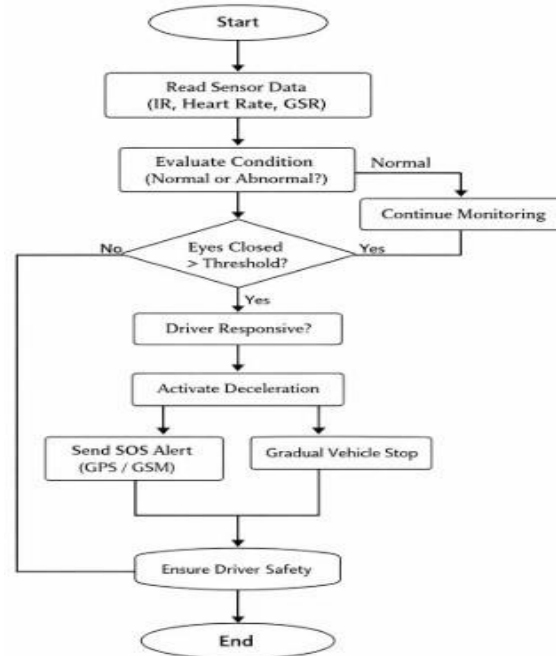 Start
Read Sensor Data
(IR, Heart Rate, GSR)
Evaluate Condition
(Normal or Abnormal?)
Normal
Continue Monitoring
No
Eyes Closed
> Threshold?
Yes
Yes
Driver Responsive?
Activate Deceleration
Send SOS Alert
(GPS / GSM)
Gradual Vehicle Stop
Ensure Driver Safety
End